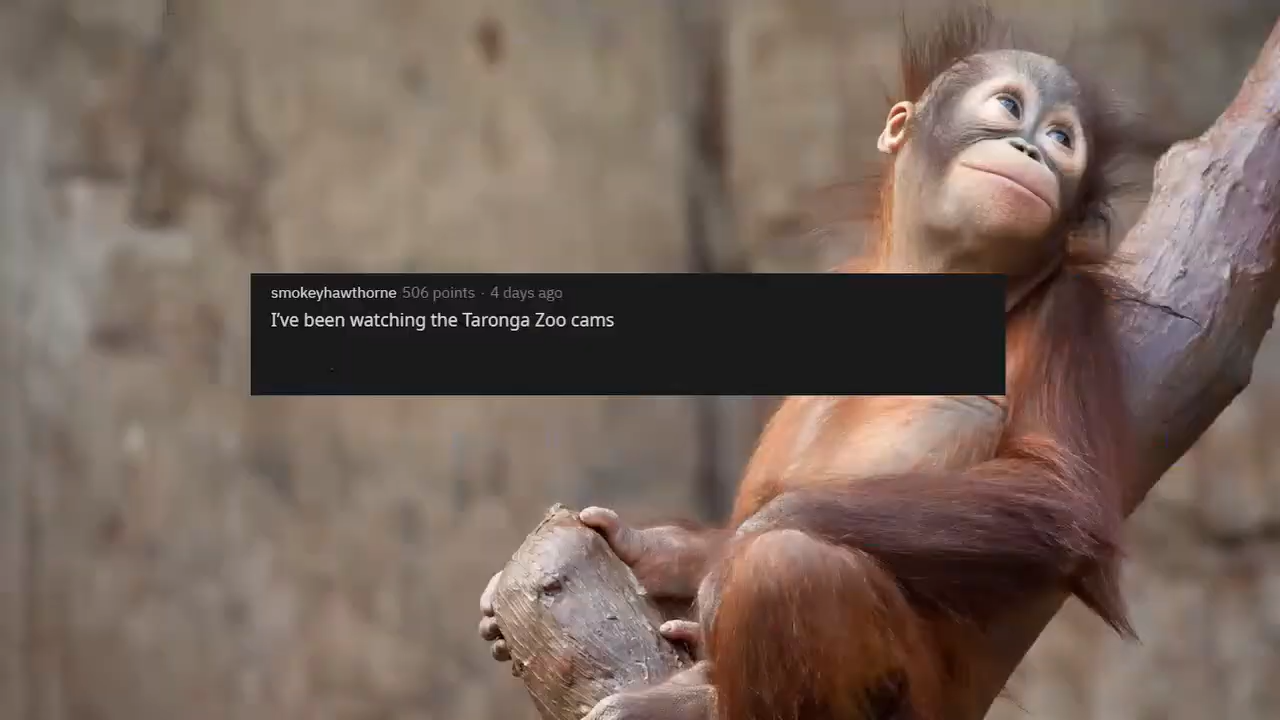 smokeyhawthorne 506 points · 4 days ago
I’ve been watching the Taronga Zoo cams